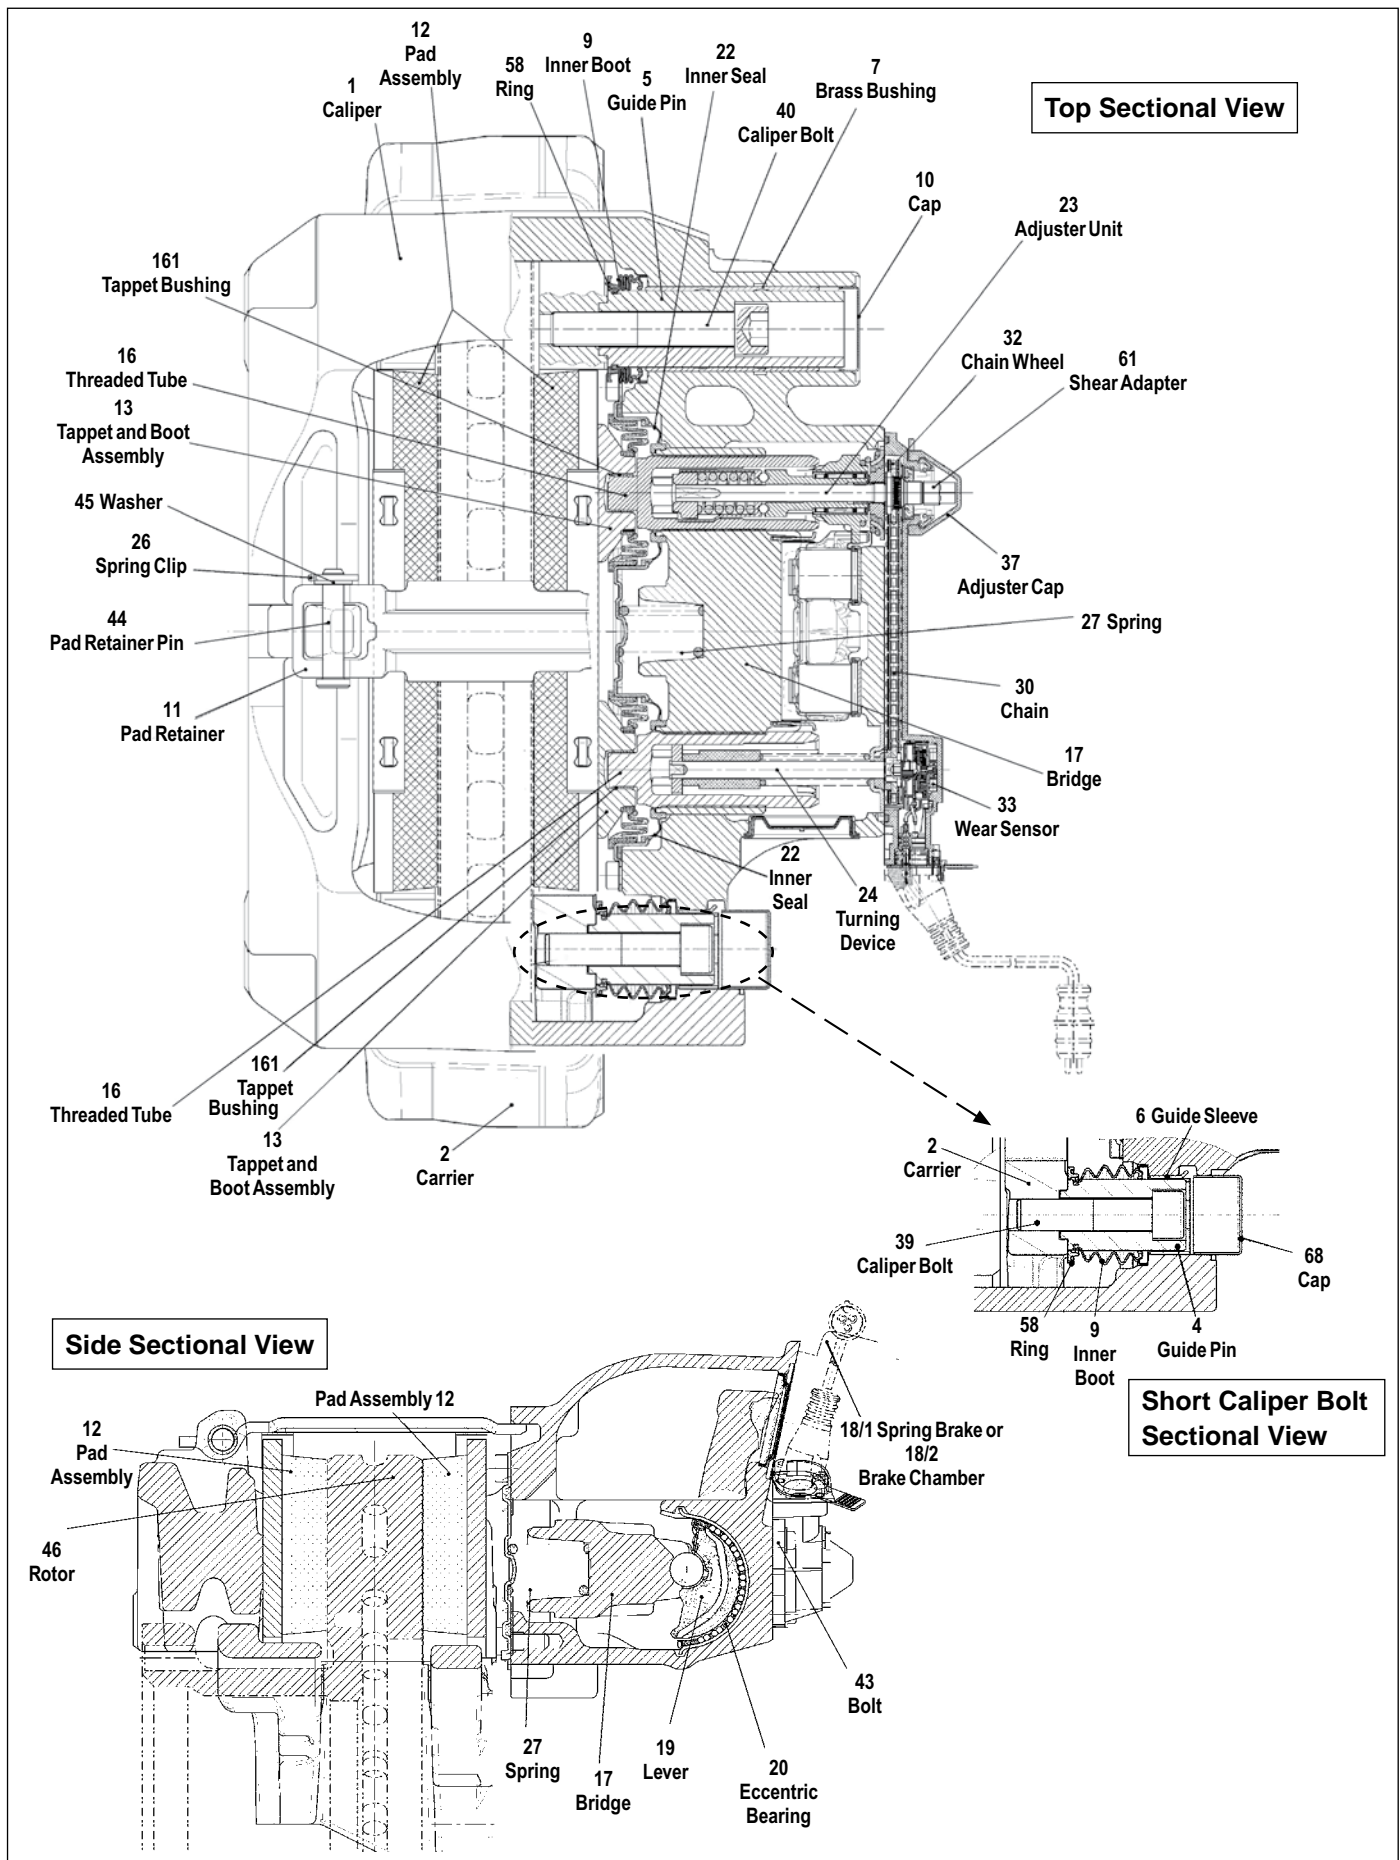 12
Pad
Assembly
9
Inner Boot
22
Inner Seal
7
Brass Bushing
58
Ring
5
Guide Pin
1
Caliper
40
Caliper Bolt
Top Sectional View
10
Cap
23
Adjuster Unit
161
Tappet Bushing
32
Chain Wheel
61
Shear Adapter
16
Threaded Tube
13
Tappet and Boot
Assembly
45 Washer
26
Spring Clip
37
Adjuster Cap
44
Pad Retainer Pin
27 Spring
11
Pad Retainer
30
Chain
17
Bridge
33
Wear Sensor
22
Inner
Seal
24
Turning
Device
16
Threaded Tube
161
Tappet
Bushing
13
Tappet and
Boot Assembly
2
Carrier
6 Guide Sleeve
2
Carrier
39
Caliper Bolt
68
Cap
58
Ring
9
Inner
Boot
4
Guide Pin
Short Caliper Bolt
Sectional View
Side Sectional View
Pad Assembly 12
12
Pad
Assembly
18/1 Spring Brake or
18/2
Brake Chamber
46
Rotor
43
Bolt
27
Spring
17
Bridge
19
Lever
20
Eccentric
Bearing